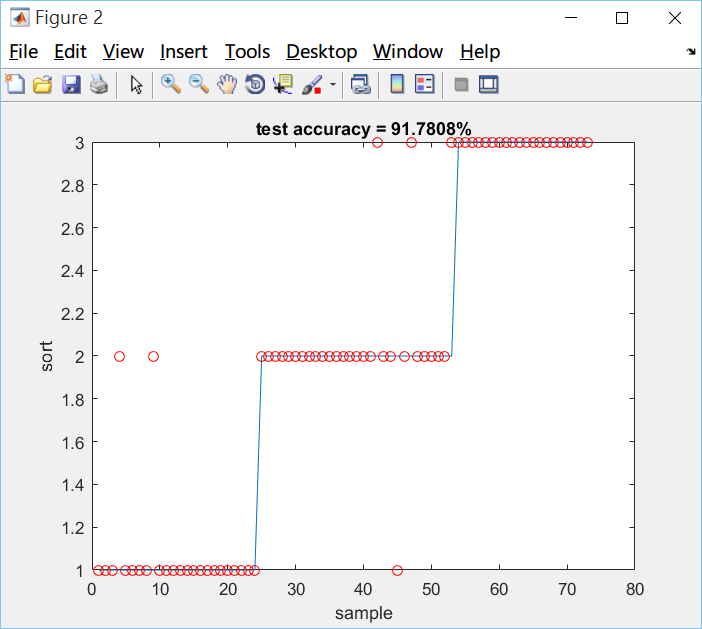 Figure 2
File Edit View Insert Tools Desktop Window Help
test accuracy = 91.7808%
3
2.8
2.6
2.4
2.2
2
1.8
1.6
1.4
1.2
1
sort
0 10 20 30 40 50 60 70 80
sample